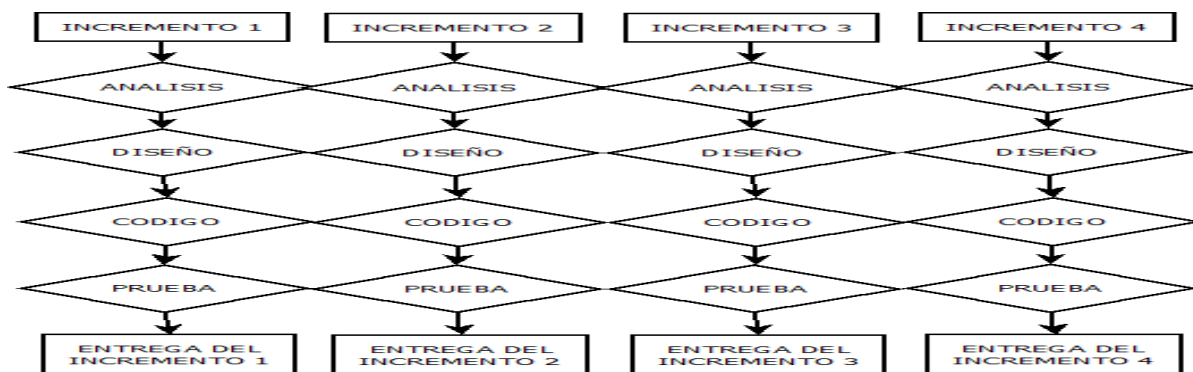 INCREMENTO 1
INCREMENTO 2
INCREMENTO 3
INCREMENTO 4
ANALISIS
ANALISIS
ANALISIS
ANALISIS
DISEÑO
DISEÑO
DISEÑO
DISEÑO
CODIGO
CODIGO
CODIGO
CODIGO
PRUEBA
PRUEBA
PRUEBA
PRUEBA
ENTREGA DEL
INCREMENTO 1
ENTREGA DEL
INCREMENTO 2
ENTREGA DEL
INCREMENTO 3
ENTREGA DEL
INCREMENTO 4